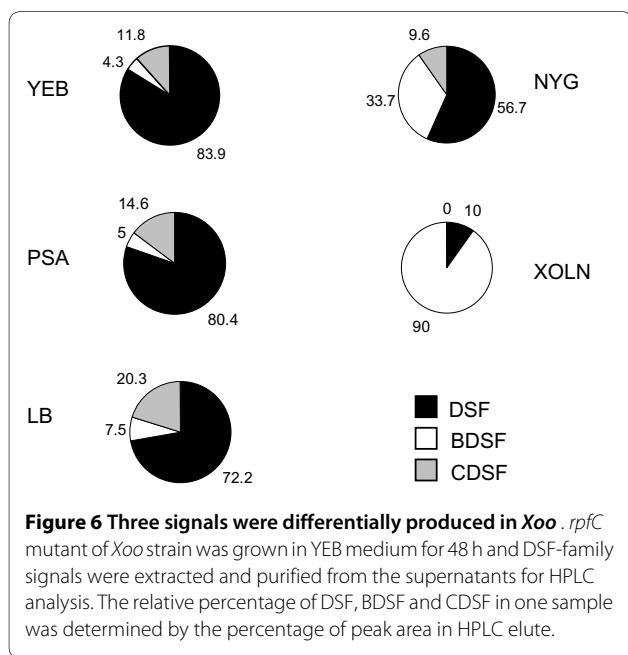 11.8
4.3
YEB
83.9
9.6
33.7
NYG
56.7
14.6
5
PSA
80.4
0 10
XOLN
90
20.3
LB
7.5
72.2
DSF
BDSF
CDSF
Figure 6 Three signals were differentially produced in Xoo . rpfC
mutant of Xoo strain was grown in YEB medium for 48 h and DSF-family
signals were extracted and purified from the supernatants for HPLC
analysis. The relative percentage of DSF, BDSF and CDSF in one sample
was determined by the percentage of peak area in HPLC elute.